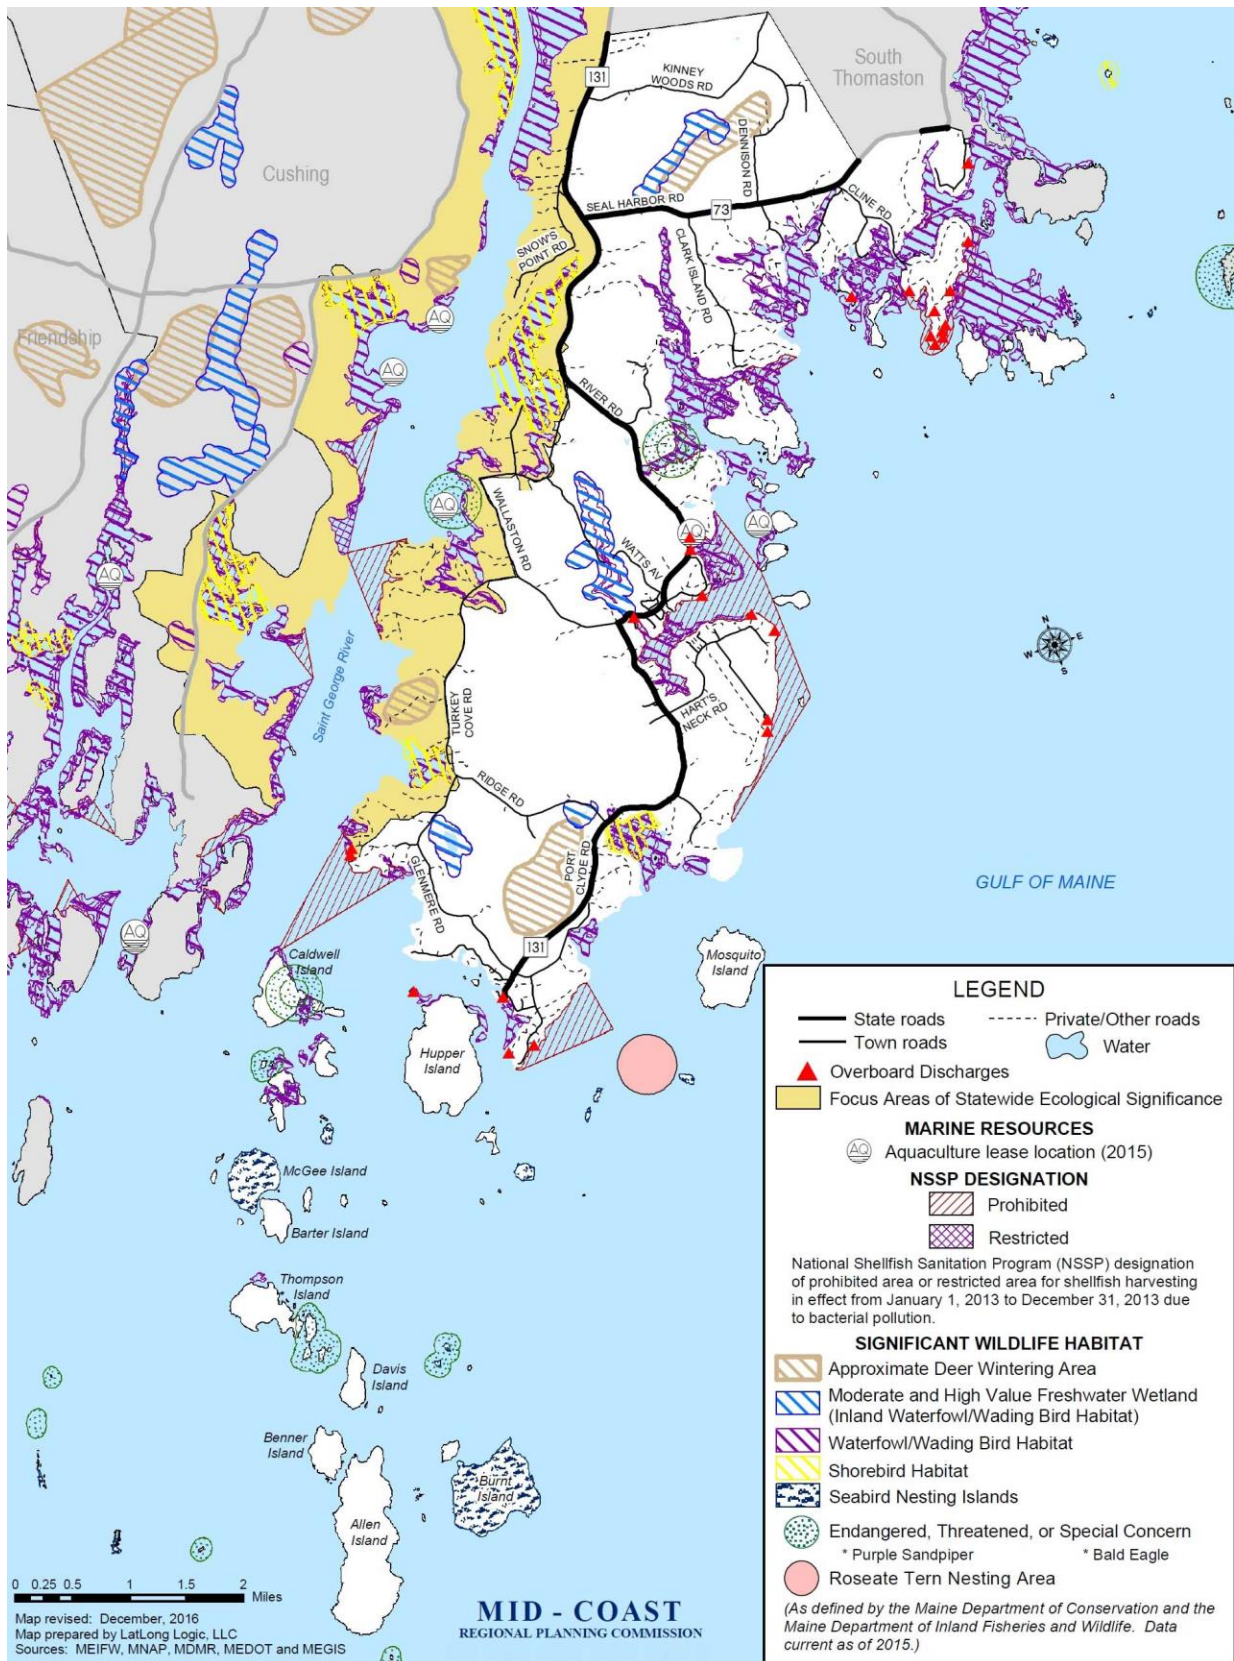 South
Thomaston
131
KINNEY
WOODS RD
DENNISON RD
Cushing
SEAL HARBOR RD
73
CLINE RD
SNOW'S
POINT RD
CLARK ISLAND RD
AQ
Friendship
AQ
RIVER RD
AQ
WALLASTON RD
AQ
AQ
WATTS AV
AQ
N
W
E
S
Saint George River
TURKEY
COVE RD
HART'S
NECK RD
RIDGE RD
PORT
CLYDE RD
GLENMERE RD
GULF OF MAINE
AQ
131
Caldwell
Island
Mosquito
Island
Hupper
Island
McGee Island
Barter Island
Thompson
Island
Davis
Island
Benner
Island
Burnt
Island
Allen
Island
LEGEND
State roads
Private/Other roads
Town roads
Water
Overboard Discharges
Focus Areas of Statewide Ecological Significance
MARINE RESOURCES
AQ Aquaculture lease location (2015)
NSSP DESIGNATION
Prohibited
Restricted
National Shellfish Sanitation Program (NSSP) designation
of prohibited area or restricted area for shellfish harvesting
in effect from January 1, 2013 to December 31, 2013 due
to bacterial pollution.
SIGNIFICANT WILDLIFE HABITAT
Approximate Deer Wintering Area
Moderate and High Value Freshwater Wetland
(Inland Waterfowl/Wading Bird Habitat)
Waterfowl/Wading Bird Habitat
Shorebird Habitat
Seabird Nesting Islands
Endangered, Threatened, or Special Concern
* Purple Sandpiper * Bald Eagle
Roseate Tern Nesting Area
(As defined by the Maine Department of Conservation and the
Maine Department of Inland Fisheries and Wildlife. Data
current as of 2015.)
0 0.25 0.5 1 1.5 2
Miles
Map revised: December, 2016
Map prepared by LatLong Logic, LLC
Sources: MEIFW, MNAP, MDMR, MEDOT and MEGIS
MID - COAST
REGIONAL PLANNING COMMISSION